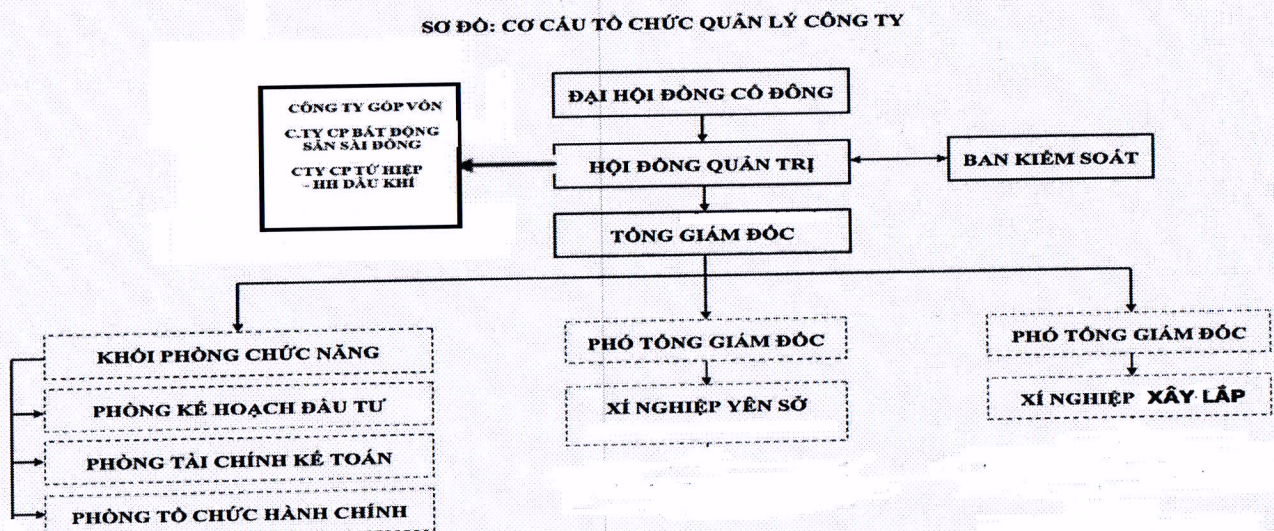 SƠ ĐỒ: CƠ CẤU TỔ CHỨC QUẢN LÝ CÔNG TY
ĐẠI HỘI ĐỒNG CỔ ĐÔNG
CÔNG TY GÓP VỐN
C.TY CP BẤT ĐỘNG
SẢN SÀI ĐỒNG
CTY CP TỨ HIỆP
- HH DẦU KHÍ
HỘI ĐỒNG QUẢN TRỊ
BAN KIỂM SOÁT
TỔNG GIÁM ĐỐC
KHỐI PHÒNG CHỨC NĂNG
PHÓ TỔNG GIÁM ĐỐC
PHÓ TỔNG GIÁM ĐỐC
PHÒNG KẾ HOẠCH ĐẦU TƯ
XÍ NGHIỆP YÊN SỞ
XÍ NGHIỆP XÂY LẮP
PHÒNG TÀI CHÍNH KẾ TOÁN
PHÒNG TỔ CHỨC HÀNH CHÍNH